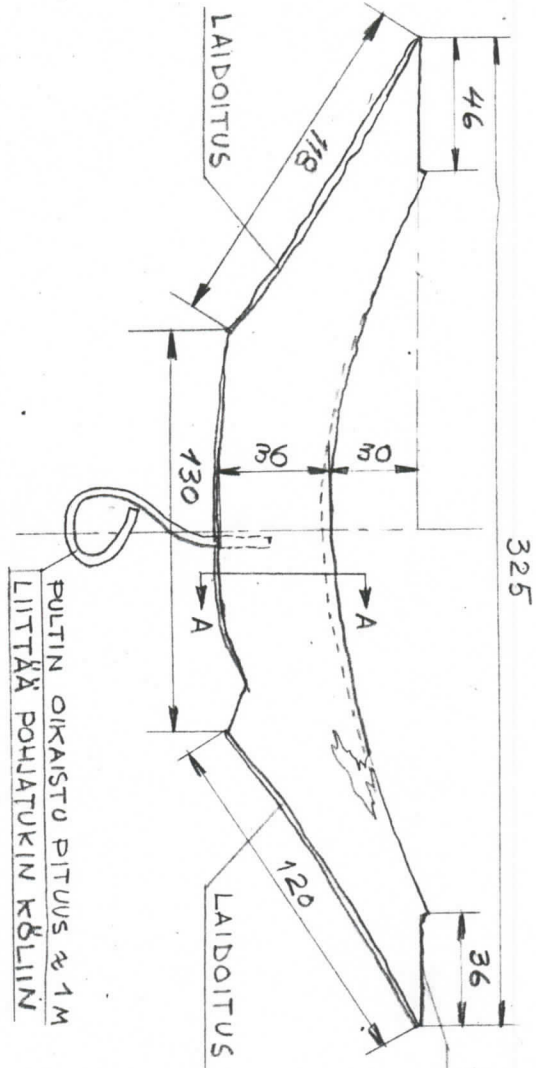 325
46
36
LAIDOITUS
118
36
30
130
A
A
120
LAIDOITUS
PULTIN OIKAISTU PITUUS ≈ 1 M
LIITTÄÄ POHJATUKIN KÖLIIN